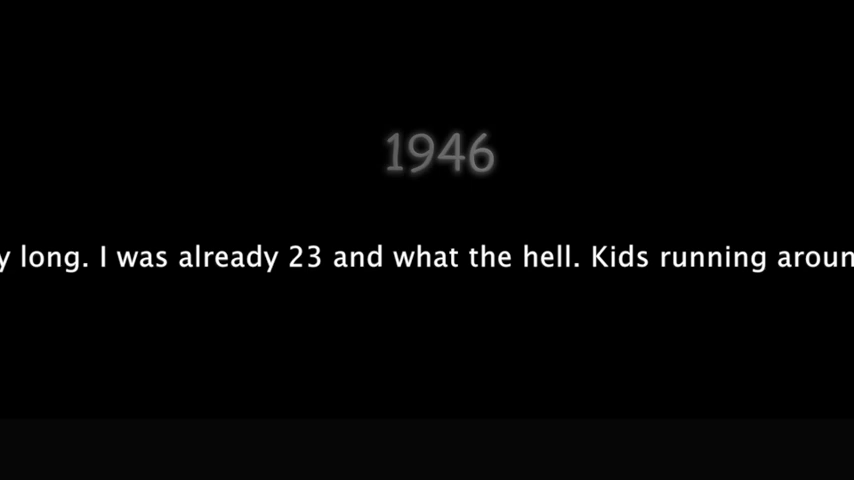 1946
y long. I was already 23 and what the hell. Kids running aroun